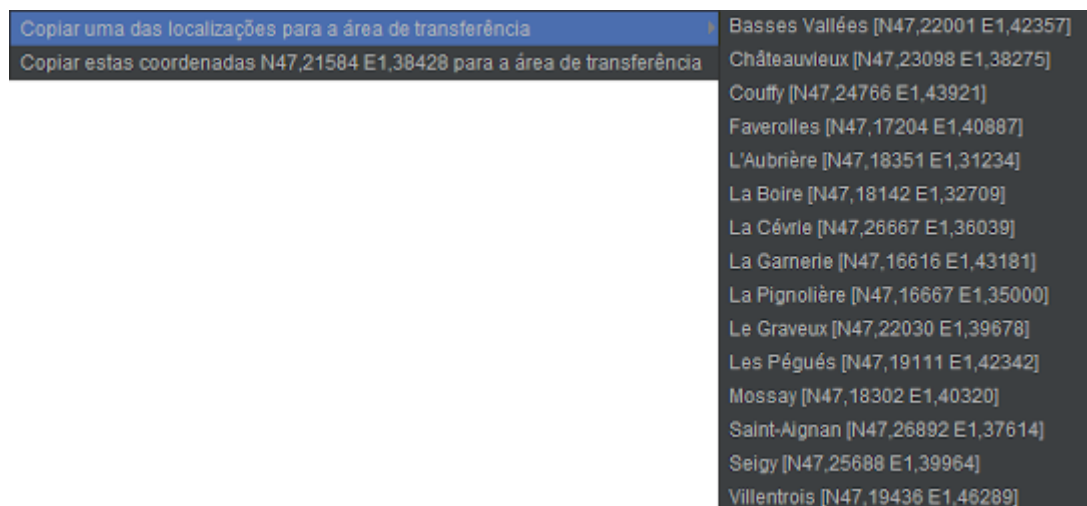 Copiar uma das localizações para a área de transferência
Copiar estas coordenadas N47,21584 E1,38428 para a área de transferência
Basses Vallées [N47,22001 E1,42357]
Châteauvieux [N47,23098 E1,38275]
Couffy [N47,24766 E1,43921]
Faverolles [N47,17204 E1,40887]
L'Aubrière [N47,18351 E1,31234]
La Boire [N47,18142 E1,32709]
La Cévrie [N47,26667 E1,36039]
La Garnerie [N47,16616 E1,43181]
La Pignolière [N47,16667 E1,35000]
Le Graveux [N47,22030 E1,39678]
Les Pégués [N47,19111 E1,42342]
Mossay [N47,18302 E1,40320]
Saint-Aignan [N47,26892 E1,37614]
Seigy [N47,25688 E1,39964]
Villentrois [N47,19436 E1,46289]